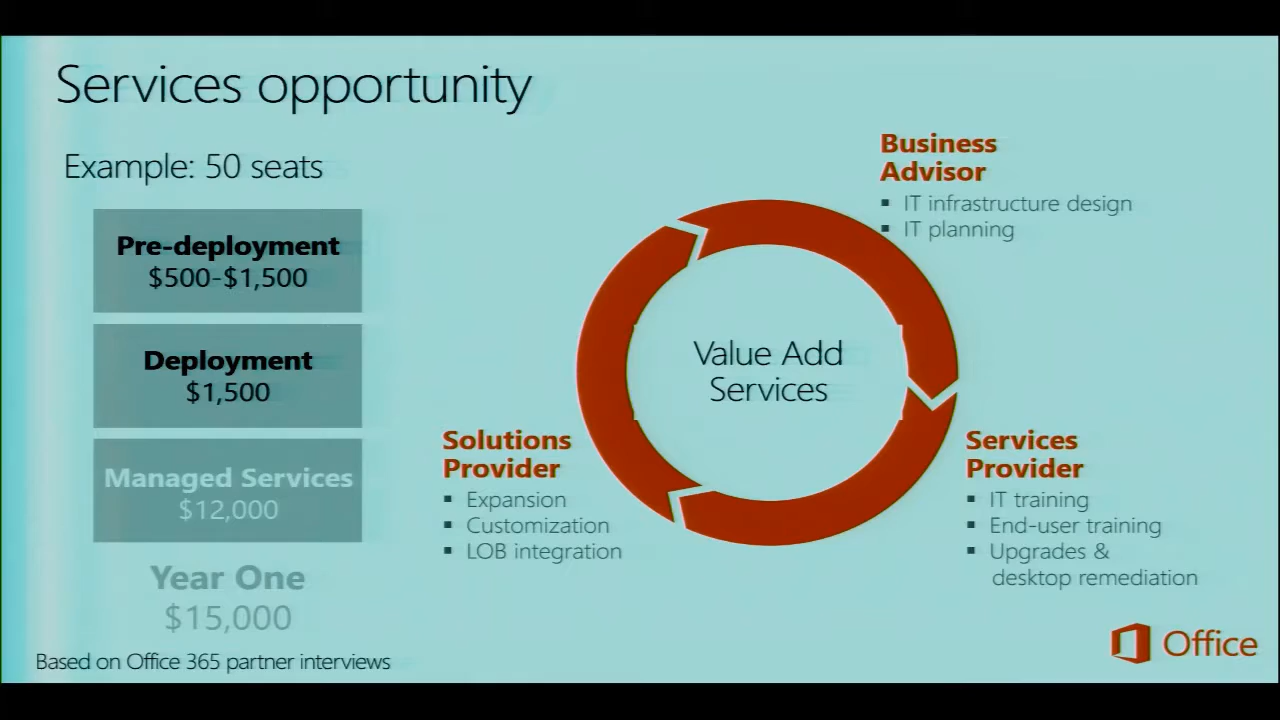 Services opportunity
Example: 50 seats
Pre-deployment
$500-$1,500
Deployment
$1,500
Managed Services
$12,000
Year One
$15,000
Based on Office 365 partner interviews
Value Add
Services
Business
Advisor
▪ IT infrastructure design
▪ IT planning
Services
Provider
▪ IT training
▪ End-user training
▪ Upgrades &
desktop remediation
Solutions
Provider
▪ Expansion
▪ Customization
▪ LOB integration
Office